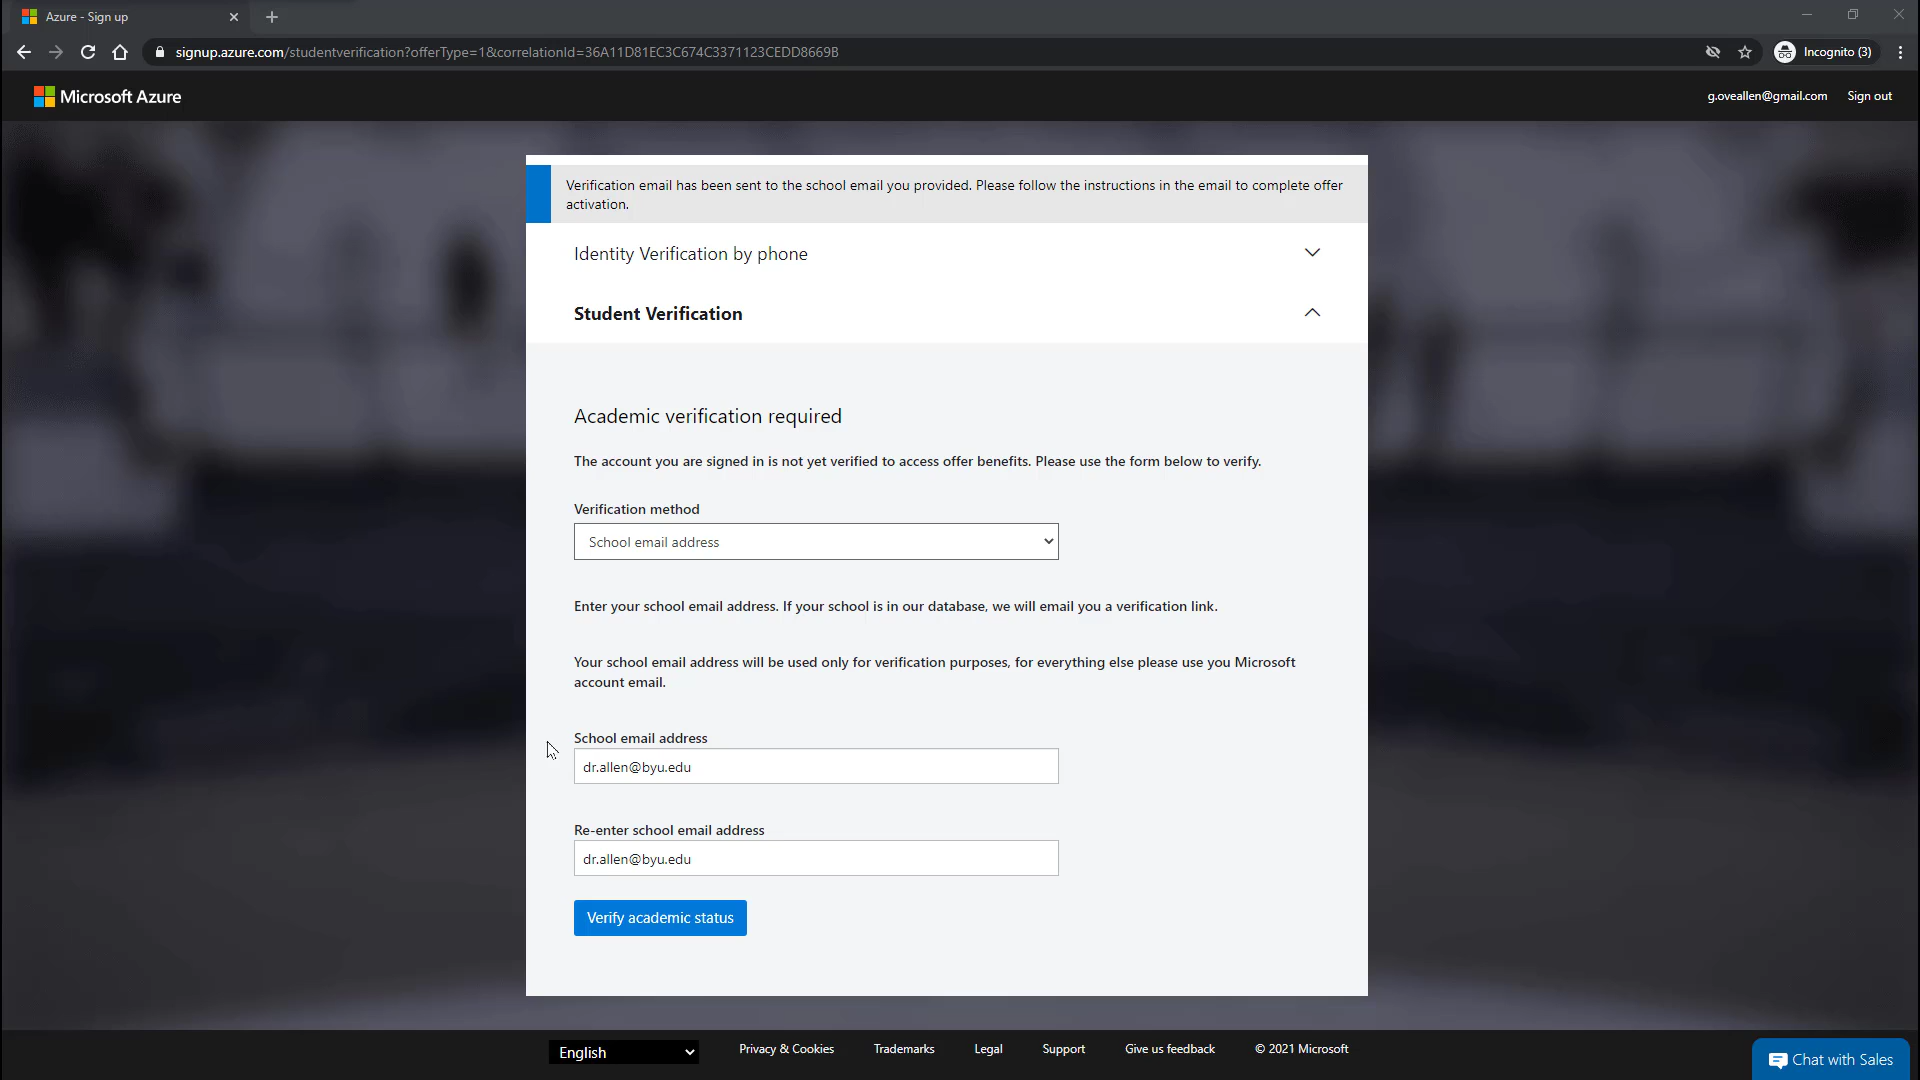 Azure - Sign up
signup.azure.com/studentverification?offerType=1&correlationId=36A11D81EC3C674C3371123CEDD8669B
Incognito (3)
Microsoft Azure
g.oveallen@gmail.com Sign out
Verification email has been sent to the school email you provided. Please follow the instructions in the email to complete offer
activation.
Identity Verification by phone
Student Verification
Academic verification required
The account you are signed in is not yet verified to access offer benefits. Please use the form below to verify.
Verification method
School email address
Enter your school email address. If your school is in our database, we will email you a verification link.
Your school email address will be used only for verification purposes, for everything else please use you Microsoft
account email.
School email address
dr.allen@byu.edu
Re-enter school email address
dr.allen@byu.edu
Verify academic status
English Privacy & Cookies Trademarks Legal Support Give us feedback © 2021 Microsoft
Chat with Sales